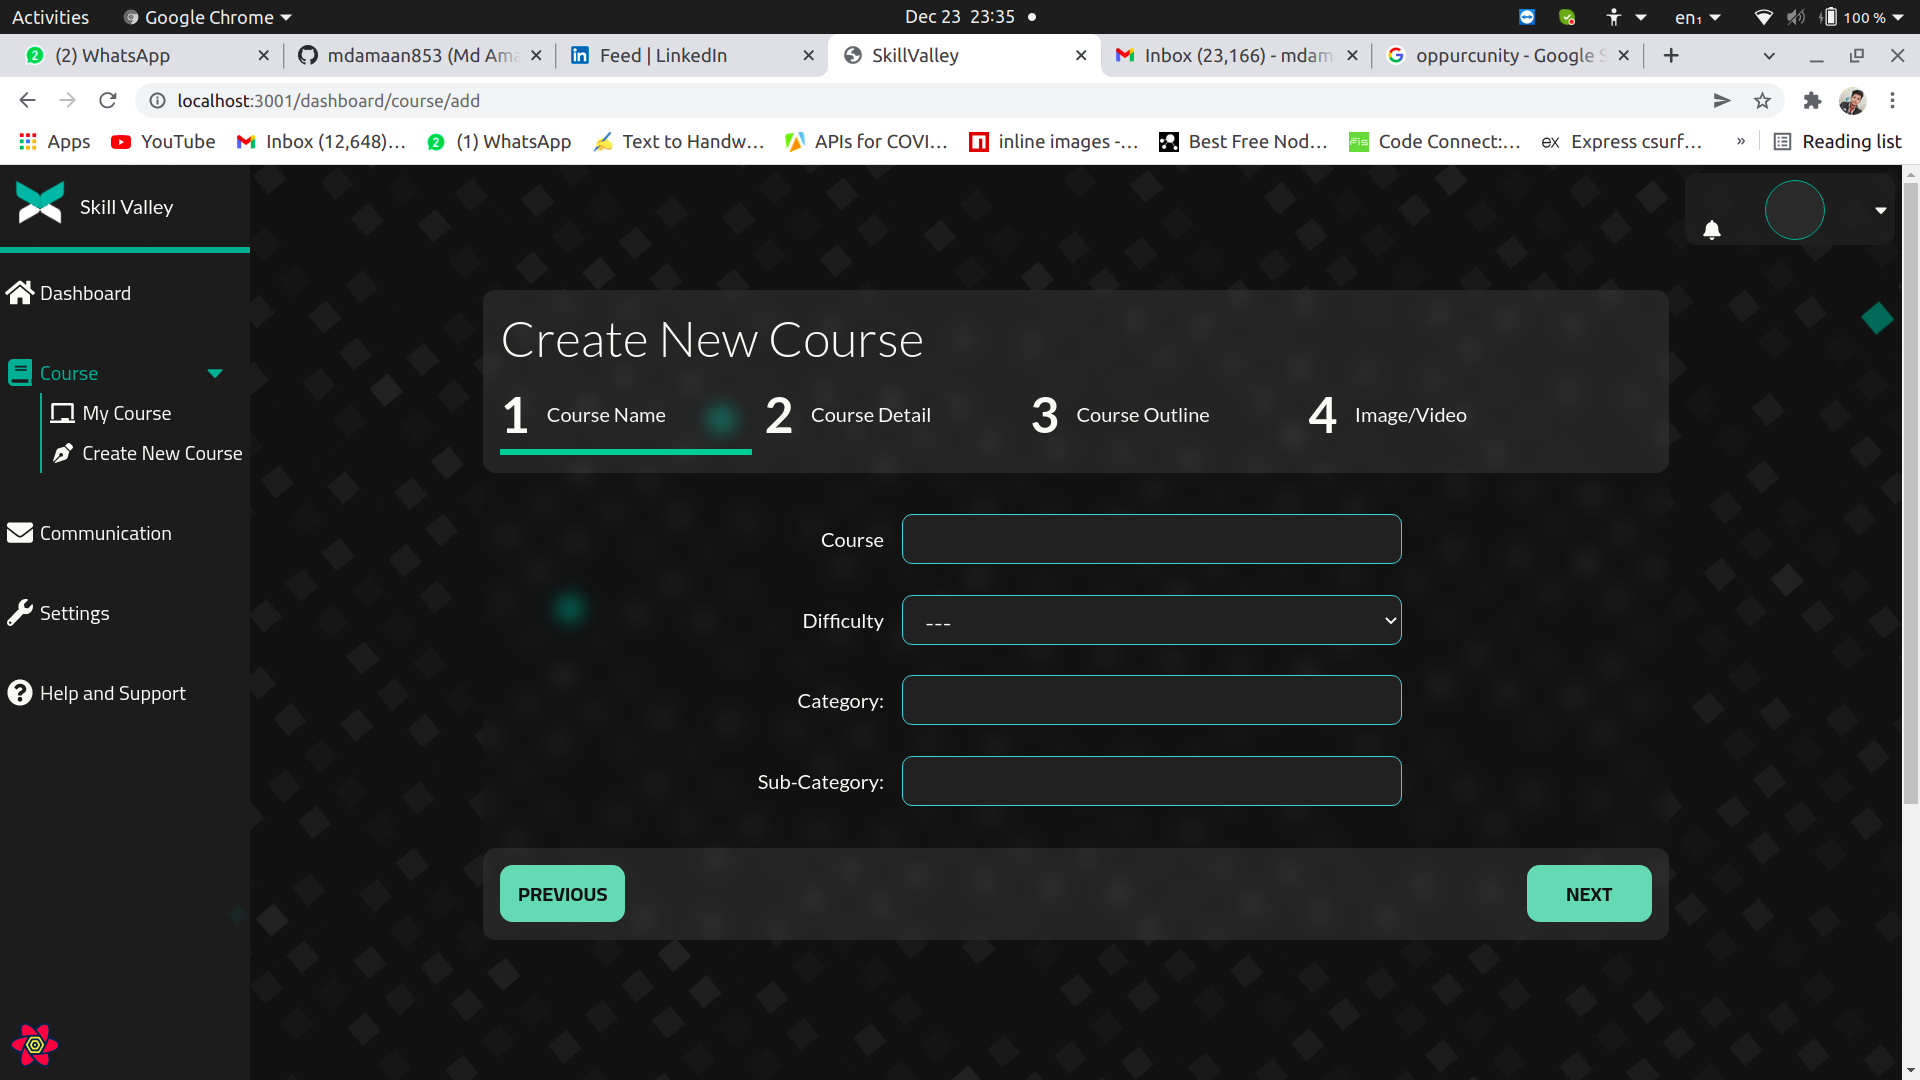 Activities Google Chrome Dec 23 23:35 en₁ 100 %
(2) WhatsApp mdamaan853 (Md Ama Feed | LinkedIn SkillValley Inbox (23,166) - mdam oppurcunity - Google S
localhost:3001/dashboard/course/add
Apps YouTube Inbox (12,648)... (1) WhatsApp Text to Handw... APIs for COVI... inline images -... Best Free Nod... Code Connect:... Express csurf... » Reading list
Skill Valley
Dashboard
Course
My Course
Create New Course
Communication
Settings
Help and Support
Create New Course
1 Course Name 2 Course Detail 3 Course Outline 4 Image/Video
Course
Difficulty ---
Category:
Sub-Category:
PREVIOUS NEXT